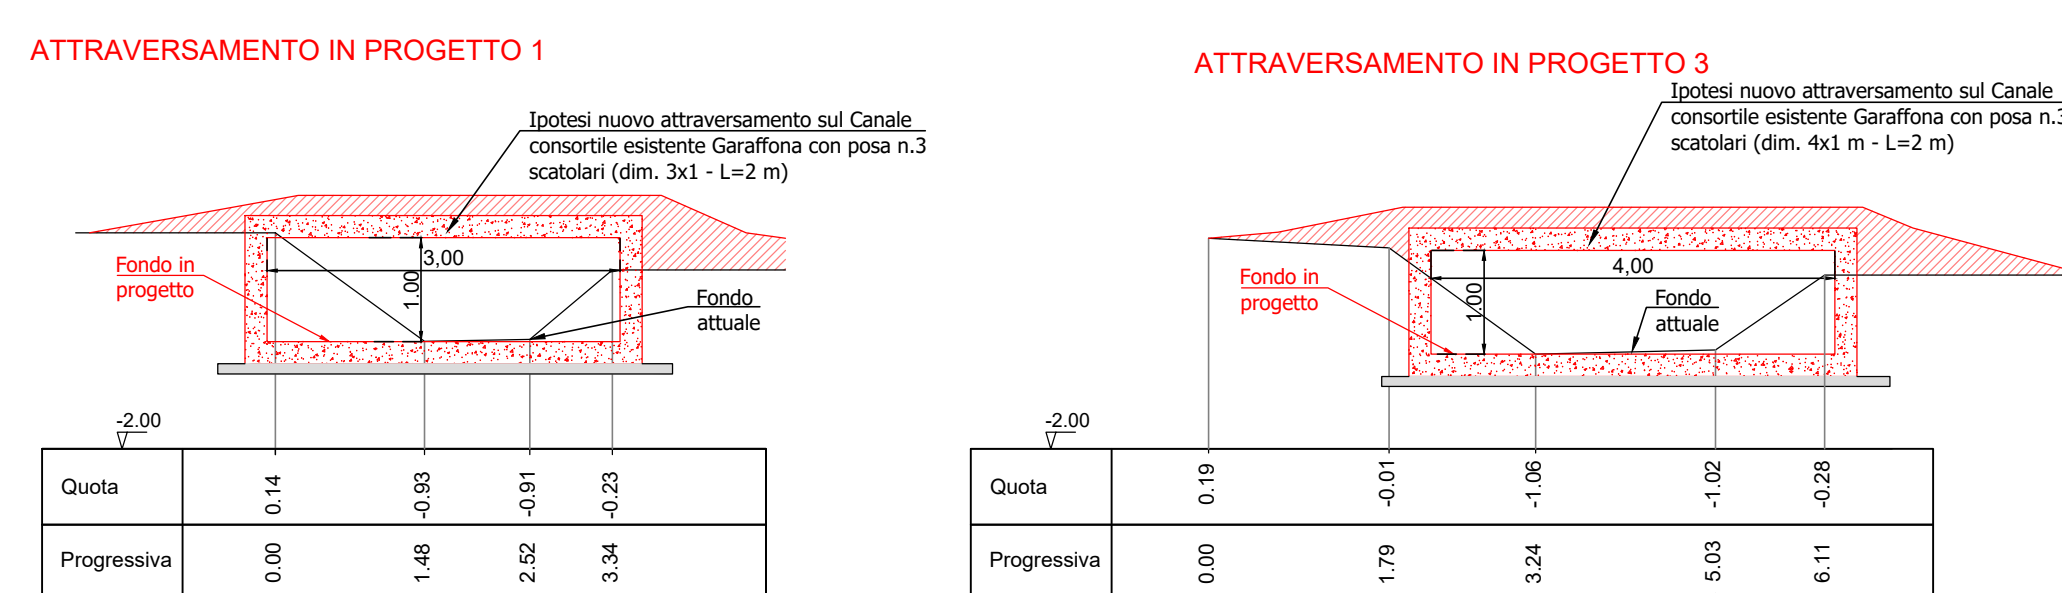 ATTRAVERSAMENTO IN PROGETTO 1
Ipotesi nuovo attraversamento sul Canale
consortile esistente Garaffona con posa n.3
scatolari (dim. 3x1 - L=2 m)
Fondo in
progetto
3,00
1.00
Fondo
attuale
-2.00
Quota 0.14 -0.93 -0.91 -0.23
Progressiva 0.00 1.48 2.52 3.34
ATTRAVERSAMENTO IN PROGETTO 3
Ipotesi nuovo attraversamento sul Canale
consortile esistente Garaffona con posa n.3
scatolari (dim. 4x1 m - L=2 m)
Fondo in
progetto
4,00
1.00
Fondo
attuale
-2.00
Quota 0.19 -0.01 -1.06 -1.02 -0.28
Progressiva 0.00 1.79 3.24 5.03 6.11